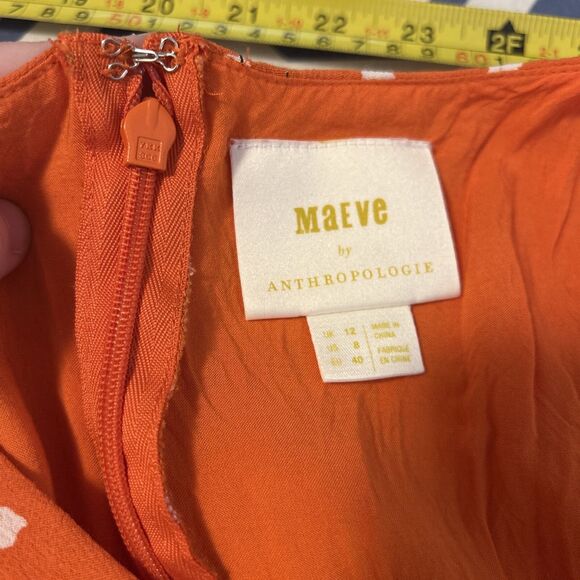 20 21 22 23 2F
MaEve
by
ANTHROPOLOGIE
UK 12
US 8
EU 40
MADE IN
CHINA
FABRIQUÉ
EN CHINE
YKK